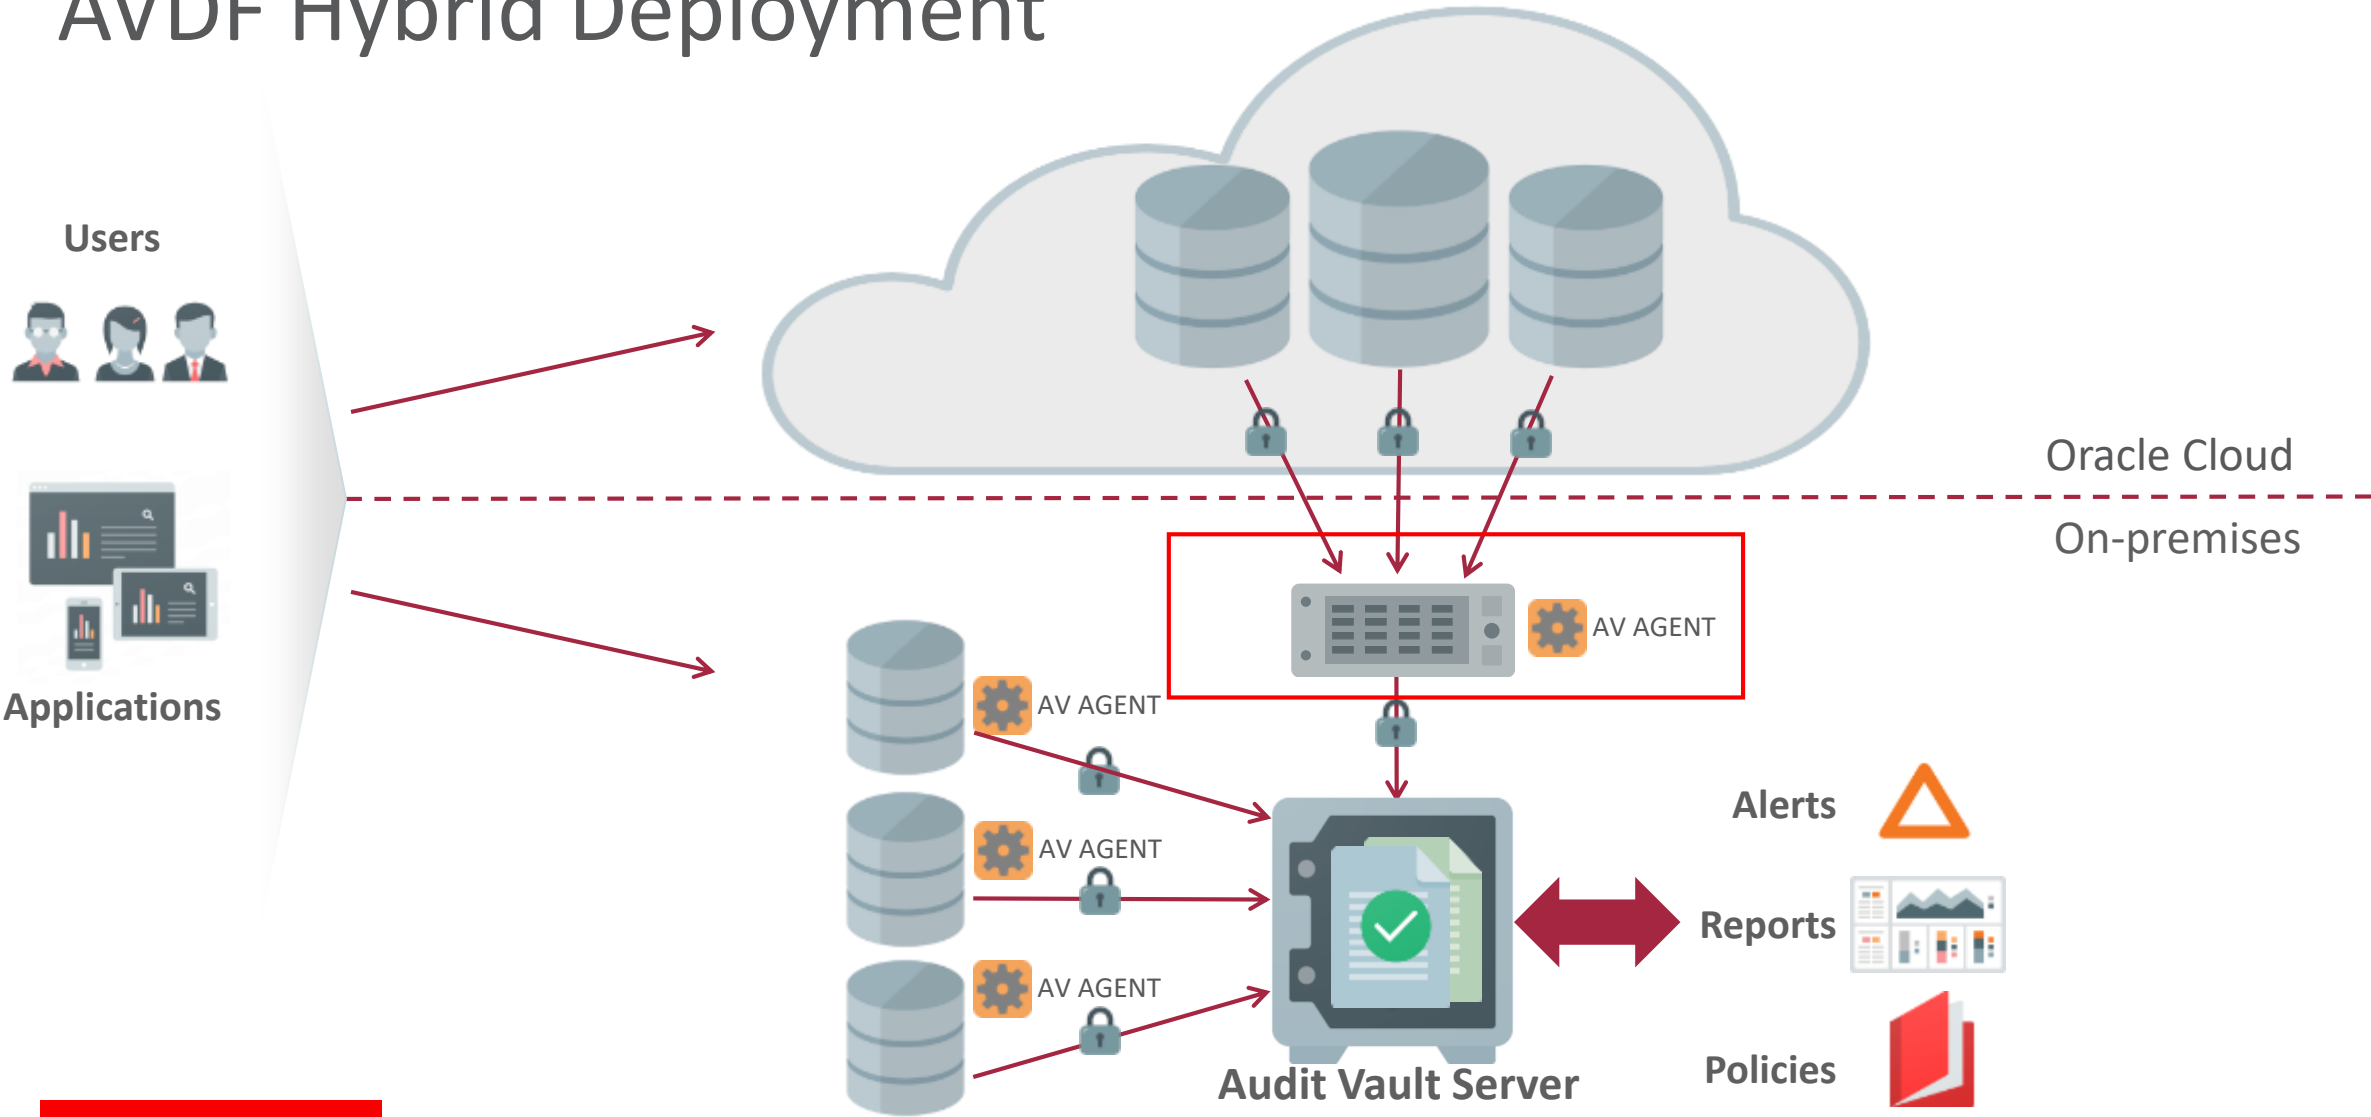 AVDF Hybrid Deployment
Users
Applications
Oracle Cloud
On-premises
AV AGENT
AV AGENT
AV AGENT
AV AGENT
Audit Vault Server
Alerts
Reports
Policies